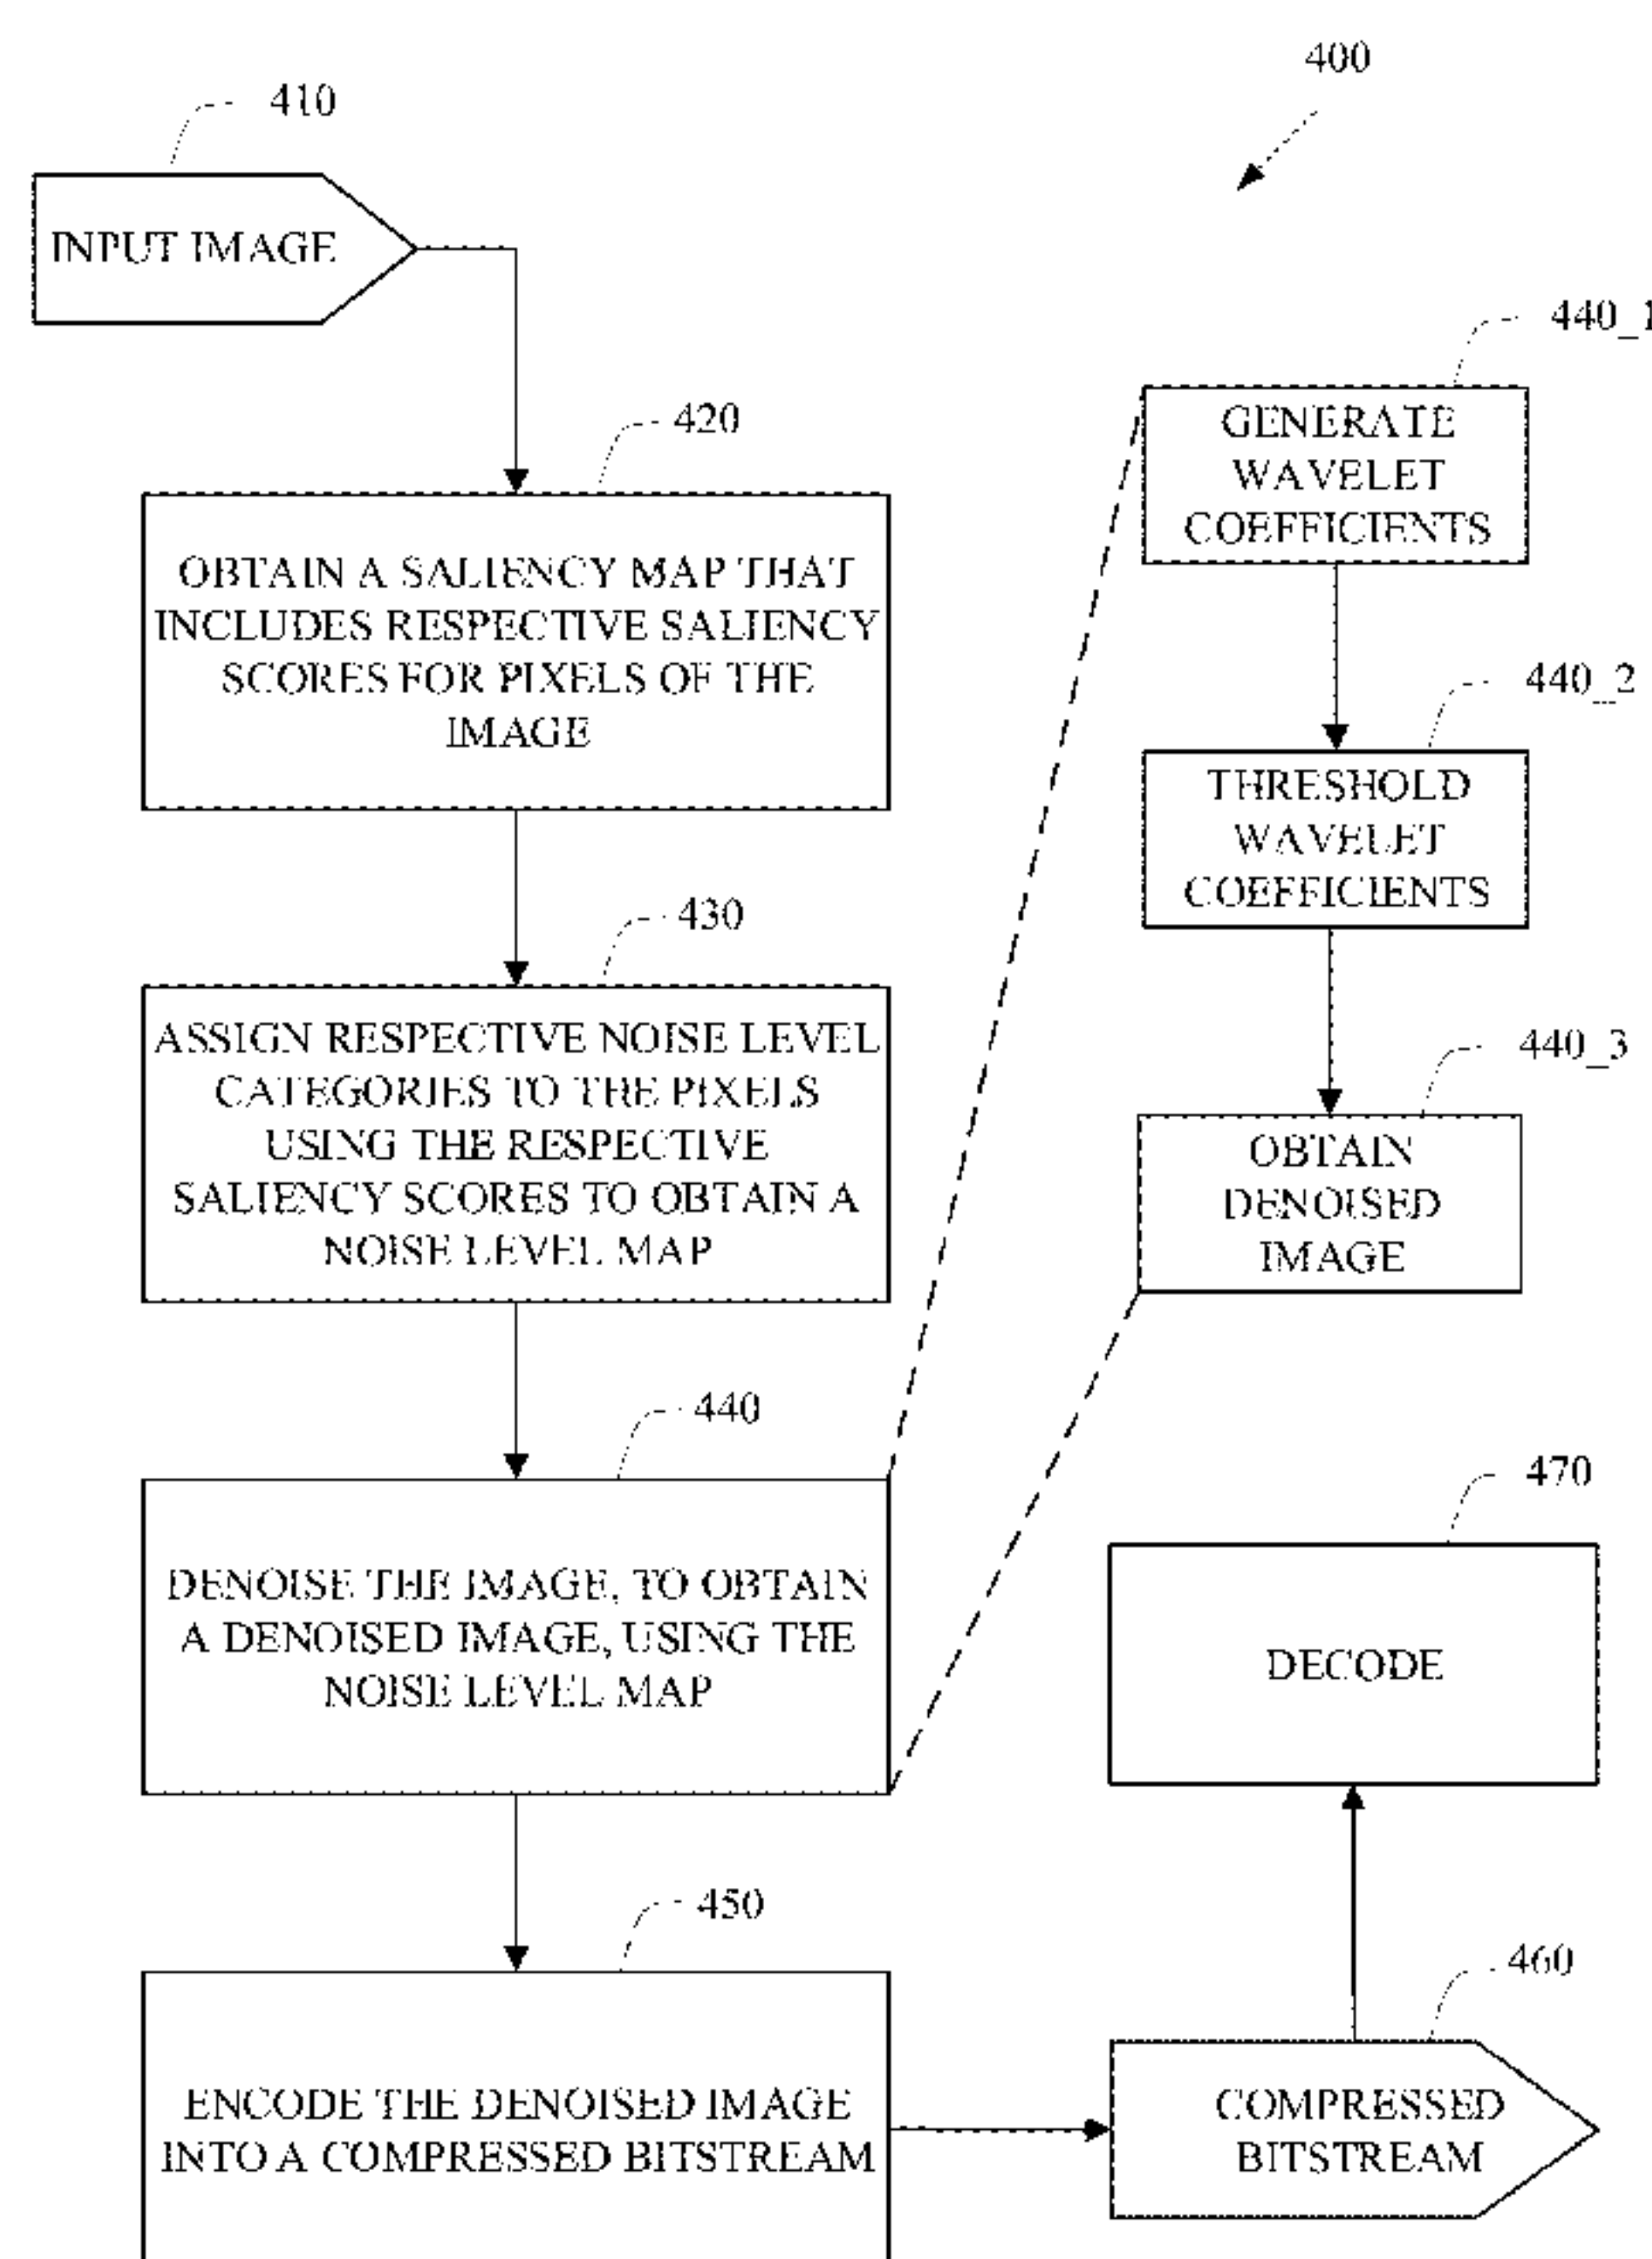 400
410
INPUT IMAGE
420
OBTAIN A SALIENCY MAP THAT
INCLUDES RESPECTIVE SALIENCY
SCORES FOR PIXELS OF THE
IMAGE
430
ASSIGN RESPECTIVE NOISE LEVEL
CATEGORIES TO THE PIXELS
USING THE RESPECTIVE
SALIENCY SCORES TO OBTAIN A
NOISE LEVEL MAP
440
DENOISE THE IMAGE, TO OBTAIN
A DENOISED IMAGE, USING THE
NOISE LEVEL MAP
440_1
GENERATE
WAVELET
COEFFICIENTS
440_2
THRESHOLD
WAVELET
COEFFICIENTS
440_3
OBTAIN
DENOISED
IMAGE
450
ENCODE THE DENOISED IMAGE
INTO A COMPRESSED BITSTREAM
460
COMPRESSED
BITSTREAM
470
DECODE